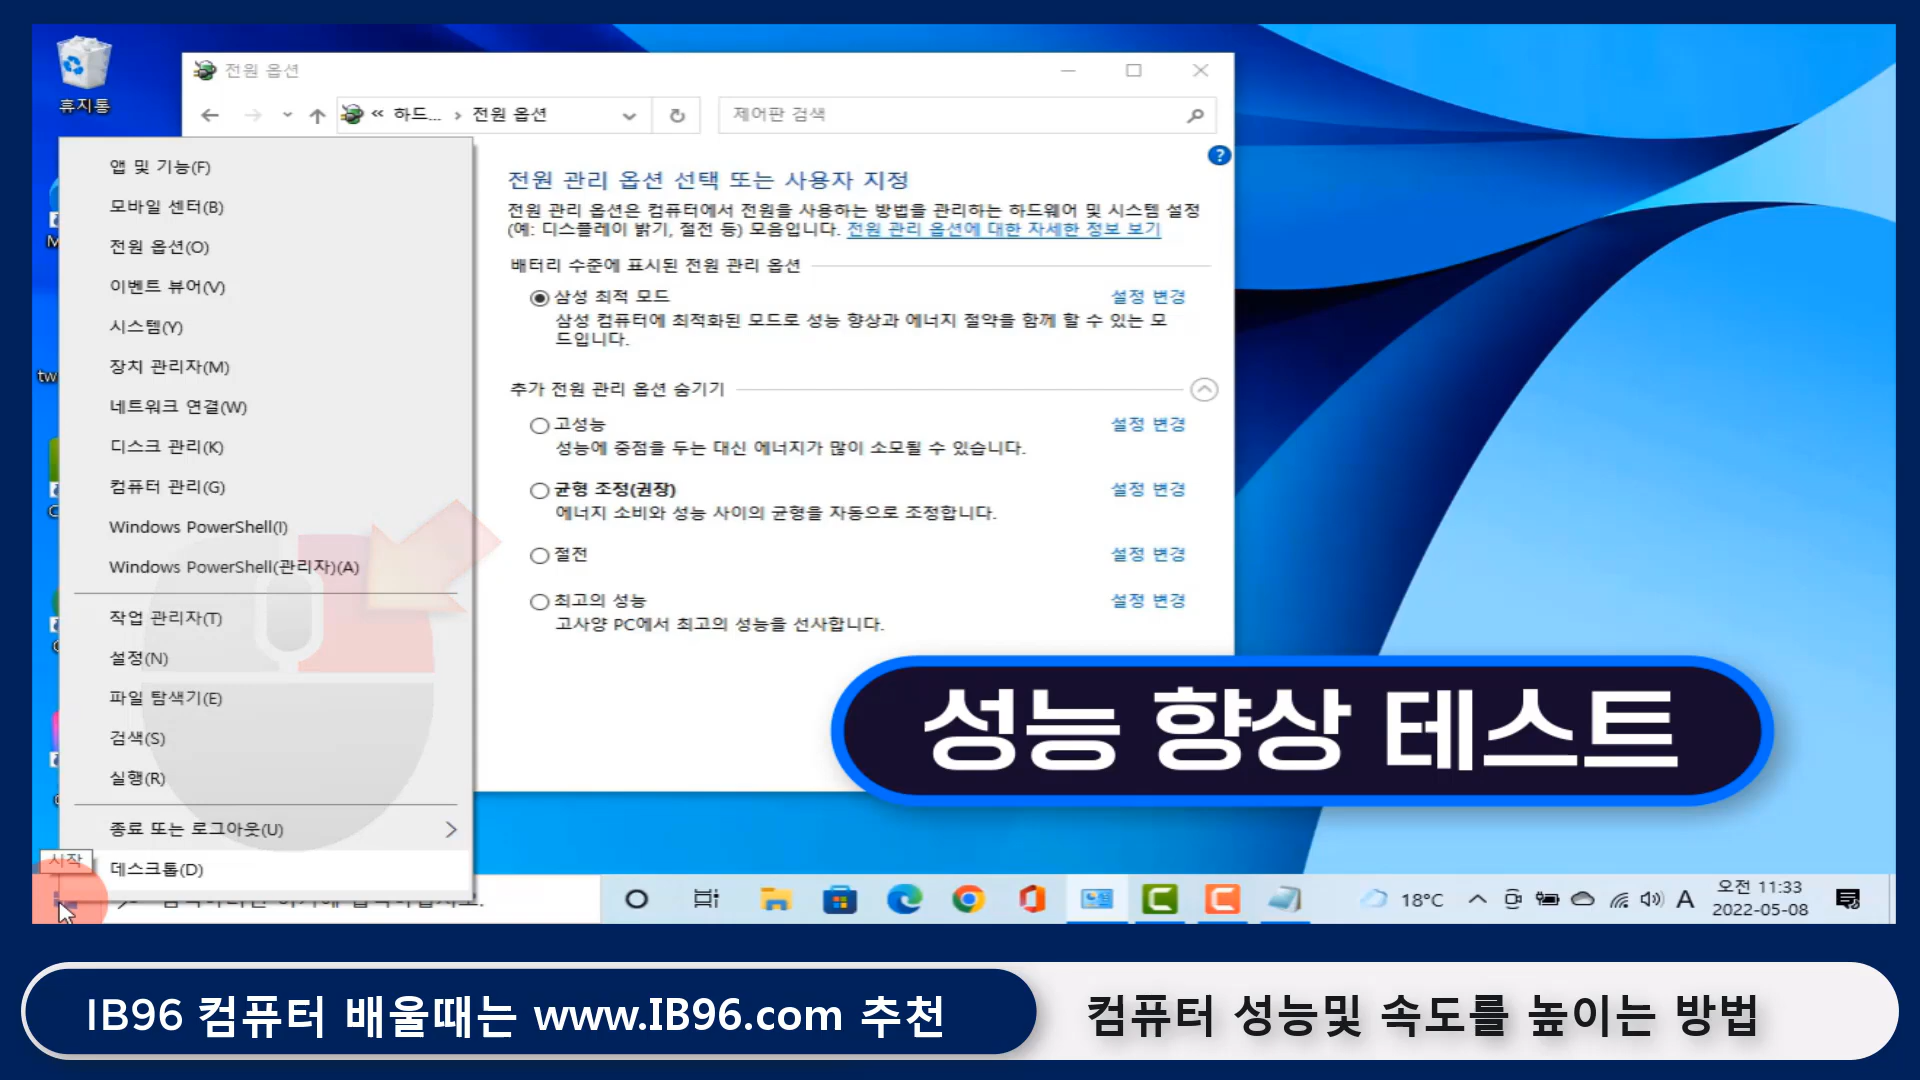 휴지통
전원 옵션
« 하드... › 전원 옵션
제어판 검색
앱 및 기능(F)
모바일 센터(B)
전원 옵션(O)
이벤트 뷰어(V)
시스템(Y)
장치 관리자(M)
네트워크 연결(W)
디스크 관리(K)
컴퓨터 관리(G)
Windows PowerShell(I)
Windows PowerShell(관리자)(A)
작업 관리자(T)
설정(N)
파일 탐색기(E)
검색(S)
실행(R)
종료 또는 로그아웃(U)
데스크톱(D)
시작
tw
전원 관리 옵션 선택 또는 사용자 지정
전원 관리 옵션은 컴퓨터에서 전원을 사용하는 방법을 관리하는 하드웨어 및 시스템 설정
(예: 디스플레이 밝기, 절전 등) 모음입니다. 전원 관리 옵션에 대한 자세한 정보 보기
배터리 수준에 표시된 전원 관리 옵션
삼성 최적 모드 설정 변경
삼성 컴퓨터에 최적화된 모드로 성능 향상과 에너지 절약을 함께 할 수 있는 모
드입니다.
추가 전원 관리 옵션 숨기기
고성능 설정 변경
성능에 중점을 두는 대신 에너지가 많이 소모될 수 있습니다.
균형 조정(권장) 설정 변경
에너지 소비와 성능 사이의 균형을 자동으로 조정합니다.
절전 설정 변경
최고의 성능 설정 변경
고사양 PC에서 최고의 성능을 선사합니다.
성능 향상 테스트
18°C
A
오전 11:33
2022-05-08
IB96 컴퓨터 배울때는 www.IB96.com 추천
컴퓨터 성능및 속도를 높이는 방법